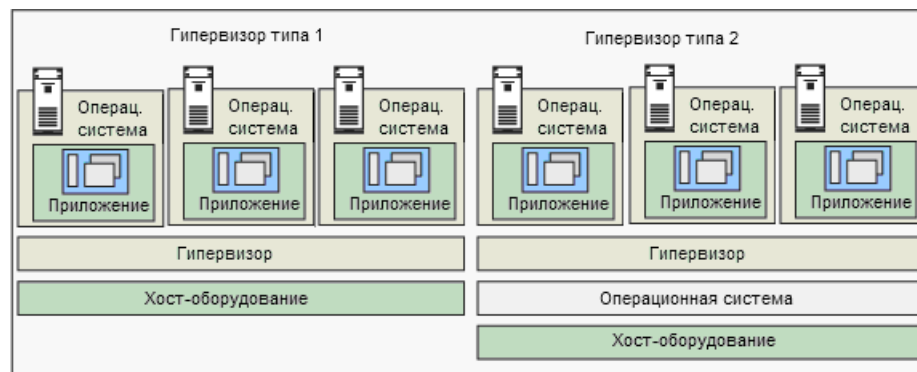 Гипервизор типа 1
Операц.
система
Приложение
Операц.
система
Приложение
Операц.
система
Приложение
Гипервизор
Хост-оборудование
Гипервизор типа 2
Операц.
система
Приложение
Операц.
система
Приложение
Операц.
система
Приложение
Гипервизор
Операционная система
Хост-оборудование